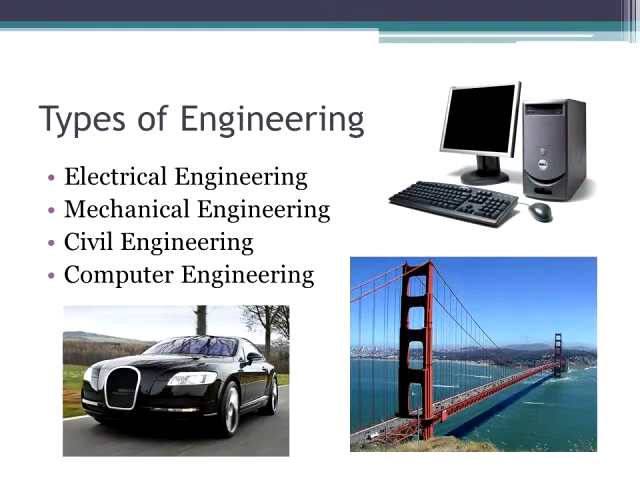 Types of Engineering
• Electrical Engineering
• Mechanical Engineering
• Civil Engineering
• Computer Engineering